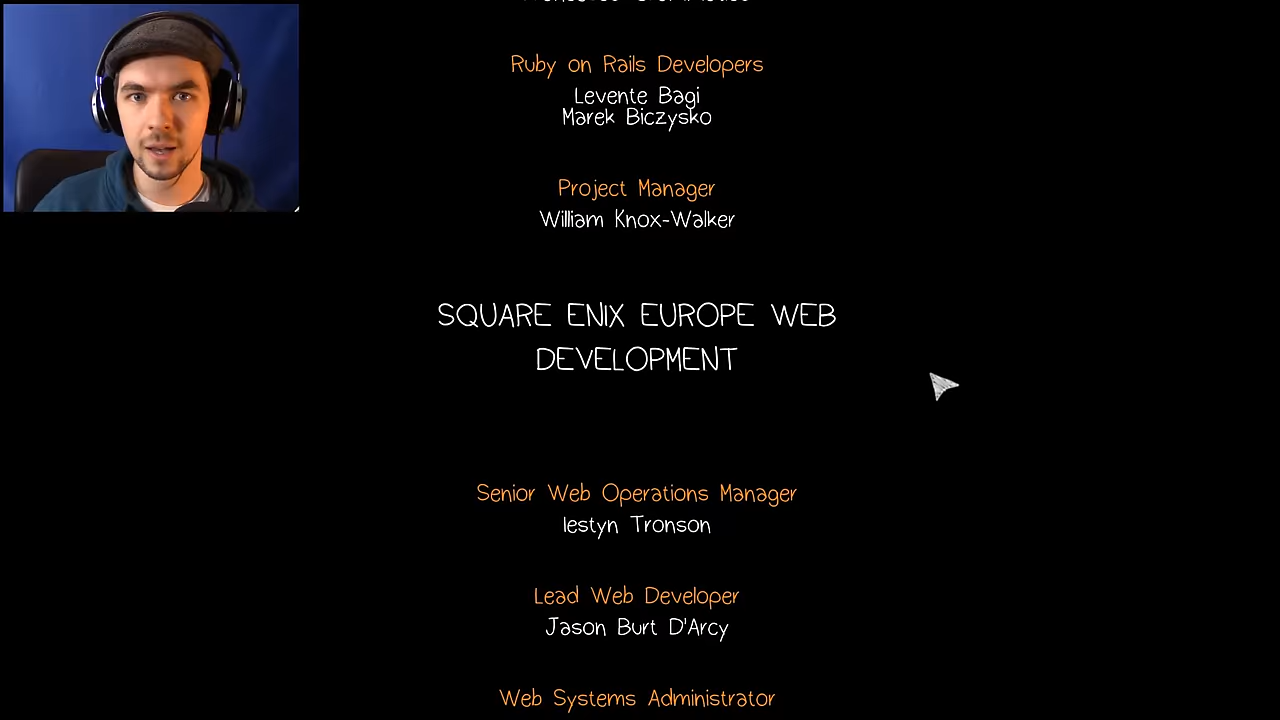 Ruby on Rails Developers
Levente Bagi
Marek Biczysko
Project Manager
William Knox-Walker
SQUARE ENIX EUROPE WEB
DEVELOPMENT
Senior Web Operations Manager
Iestyn Tronson
Lead Web Developer
Jason Burt D'Arcy
Web Systems Administrator